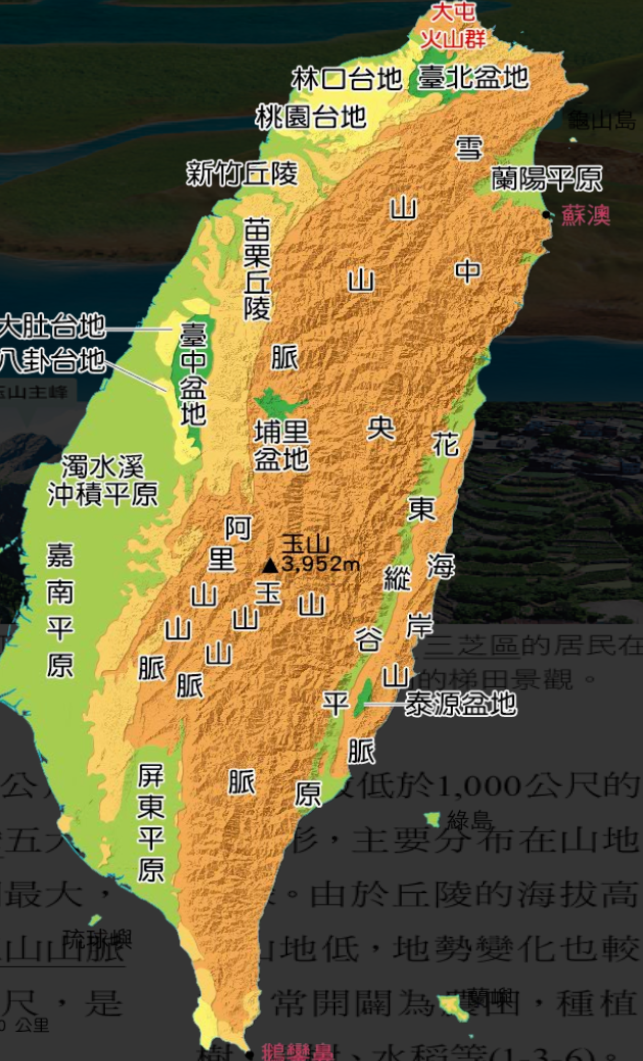 大屯
火山群
林口台地
臺北盆地
桃園台地
龜山島
雪山山脈
新竹丘陵
蘭陽平原
蘇澳
苗栗丘陵
中央山脈
大肚台地
八卦台地
臺中盆地
玉山主峰
埔里
盆地
花東縱谷平原
濁水溪
沖積平原
阿里山山脈
玉山
▲3,952m
玉山山脈
海岸山脈
嘉南平原
三芝區的居民在
的梯田景觀。
泰源盆地
屏東平原
低於1,000公尺的
綠島
五大
形，主要分布在山地
最大，
。由於丘陵的海拔高
琉球嶼
山山脈
地低，地勢變化也較
尺，是
常開闢為
，種植
蘭嶼
0 公里
鵝鑾鼻
樹
、水稻等